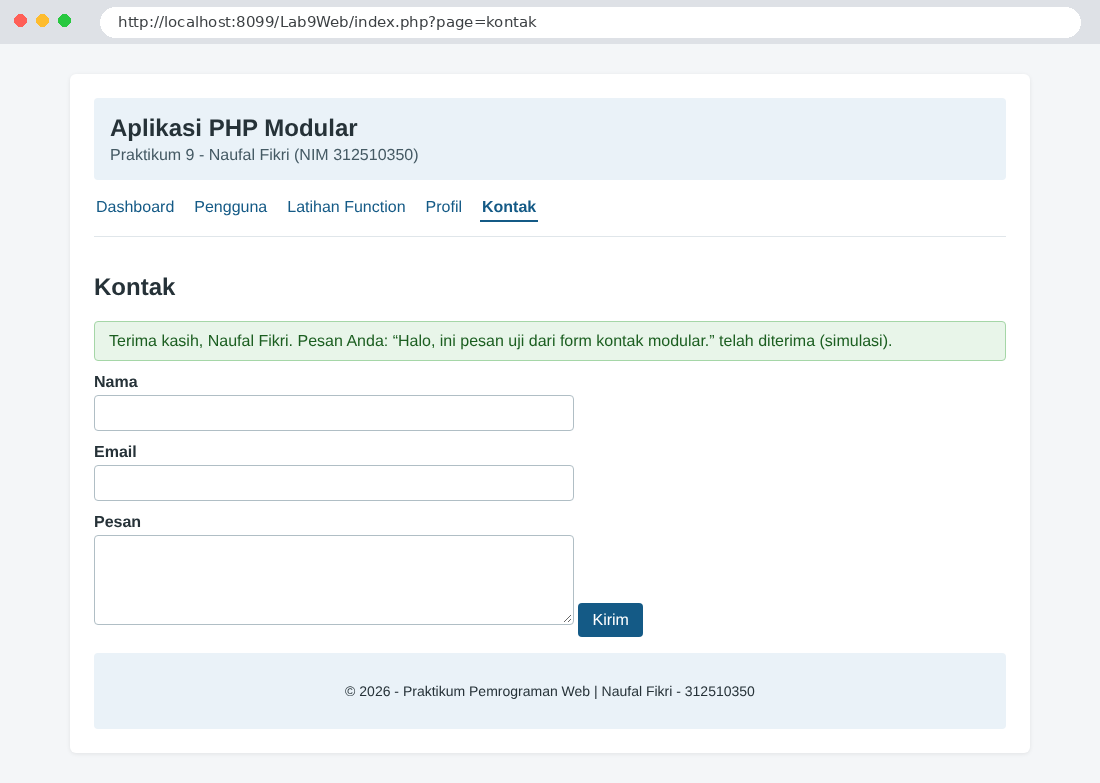 http://localhost:8099/Lab9Web/index.php?page=kontak
Aplikasi PHP Modular
Praktikum 9 - Naufal Fikri (NIM 312510350)
Dashboard Pengguna Latihan Function Profil Kontak
Kontak
Terima kasih, Naufal Fikri. Pesan Anda: “Halo, ini pesan uji dari form kontak modular.” telah diterima (simulasi).
Nama
Email
Pesan
Kirim
© 2026 - Praktikum Pemrograman Web | Naufal Fikri - 312510350